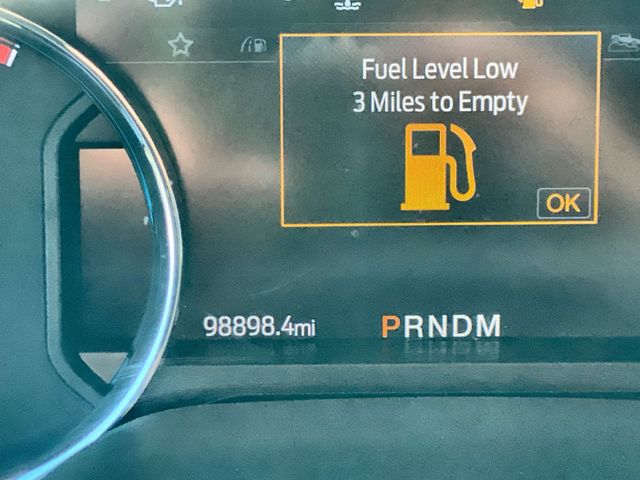 Fuel Level Low
3 Miles to Empty
OK
98898.4mi
PRNDM